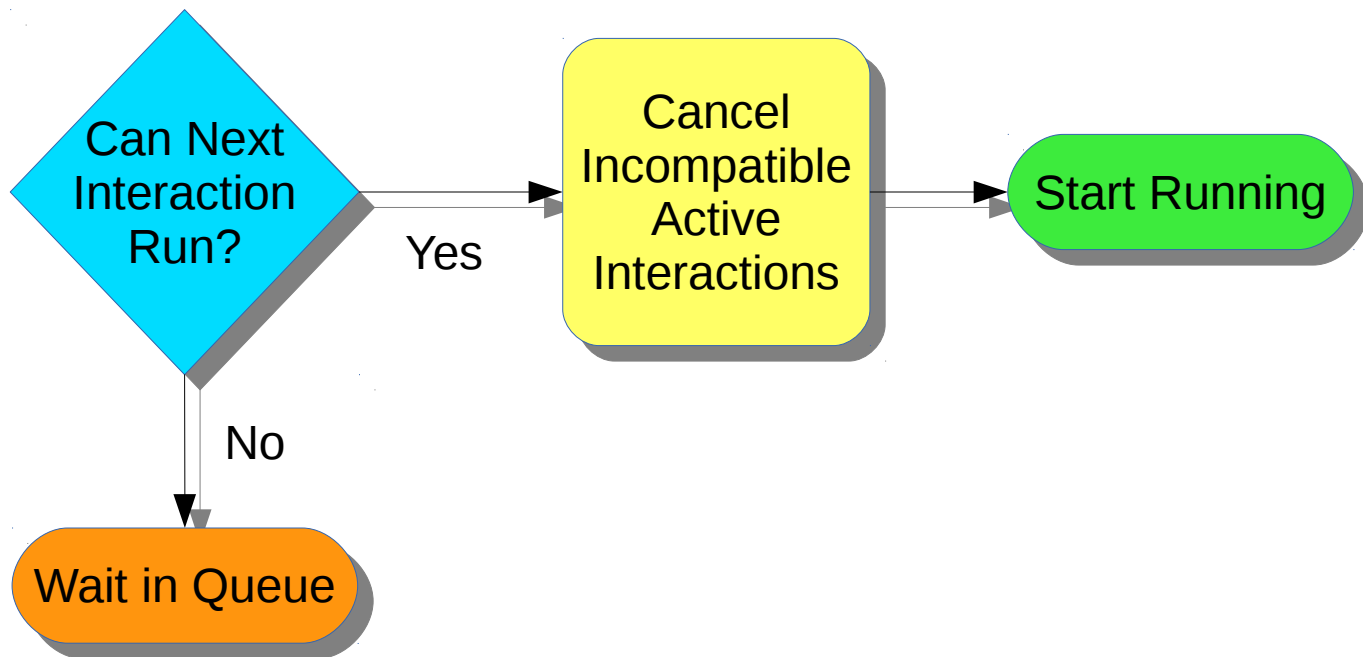 Can Next
Interaction
Run?
Yes
Cancel
Incompatible
Active
Interactions
Start Running
No
Wait in Queue